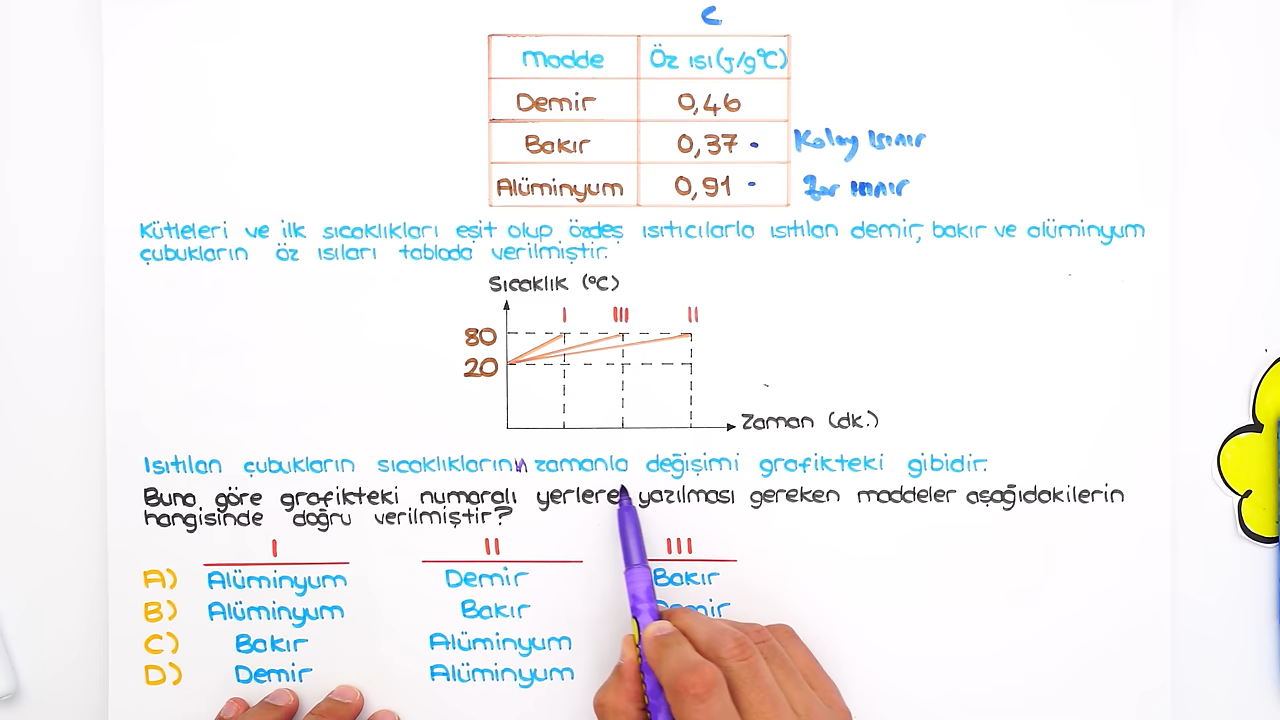 C
Madde Öz ısı (J/g°C)
Demir 0,46
Bakır 0,37 Kolay ısınır
Alüminyum 0,91 Zor ısınır
Kütleleri ve ilk sıcaklıkları eşit olup özdeş ısıtıcılarla ısıtılan demir, bakır ve alüminyum
çubukların öz ısıları tabloda verilmiştir.
Sıcaklık (°C)
I III II
80
20
Zaman (dk.)
Isıtılan çubukların sıcaklıklarının zamanla değişimi grafikteki gibidir.
Buna göre grafikteki numaralı yerlere yazılması gereken maddeler aşağıdakilerin
hangisinde doğru verilmiştir?
I II III
A) Alüminyum Demir Bakır
B) Alüminyum Bakır Demir
C) Bakır Alüminyum
D) Demir Alüminyum